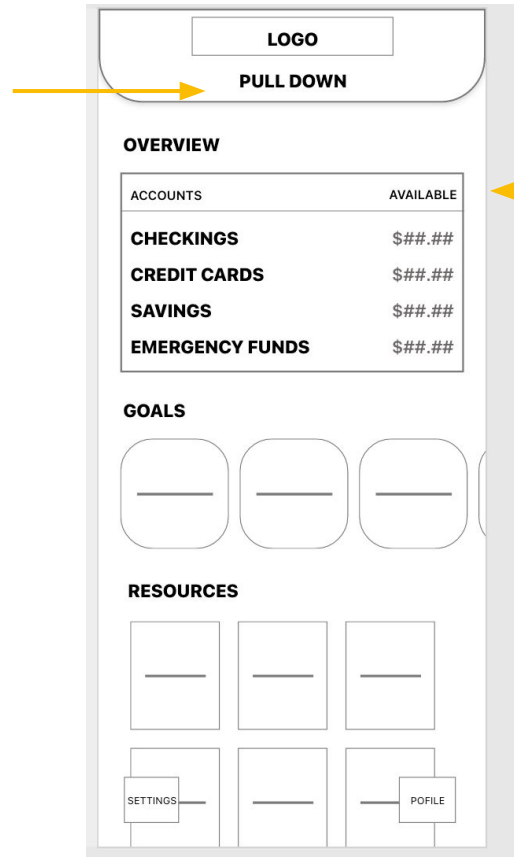 LOGO
PULL DOWN
OVERVIEW
ACCOUNTS AVAILABLE
CHECKINGS $##.##
CREDIT CARDS $##.##
SAVINGS $##.##
EMERGENCY FUNDS $##.##
GOALS
RESOURCES
SETTINGS POFILE